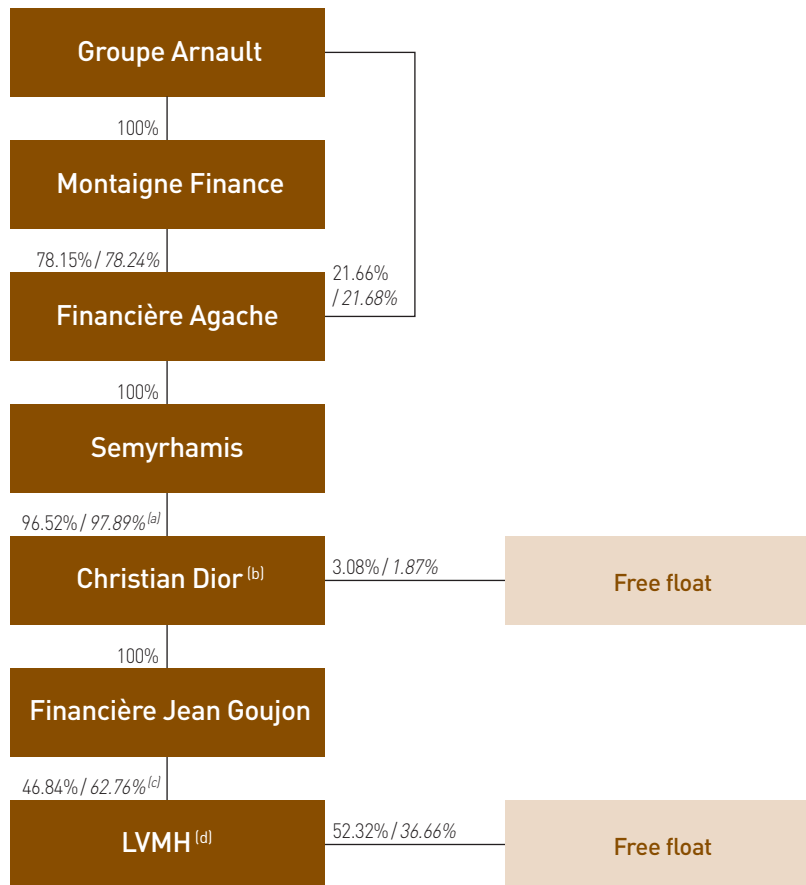 Groupe Arnault
100%
Montaigne Finance
78.15% / 78.24%
21.66%
/ 21.68%
Financière Agache
100%
Semyrhamis
96.52% / 97.89% (a)
Christian Dior (b)
3.08% / 1.87%
Free float
100%
Financière Jean Goujon
46.84% / 62.76% (c)
LVMH (d)
52.32% / 36.66%
Free float